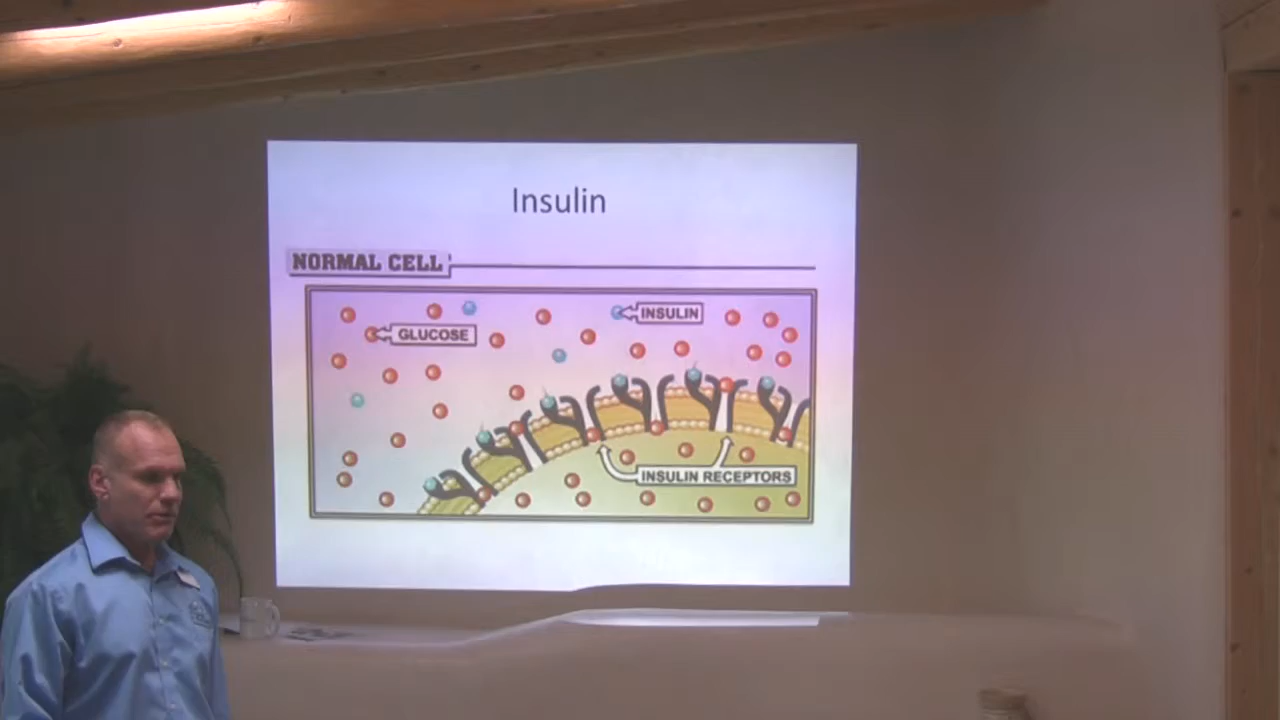 Insulin
NORMAL CELL
INSULIN
GLUCOSE
INSULIN RECEPTORS